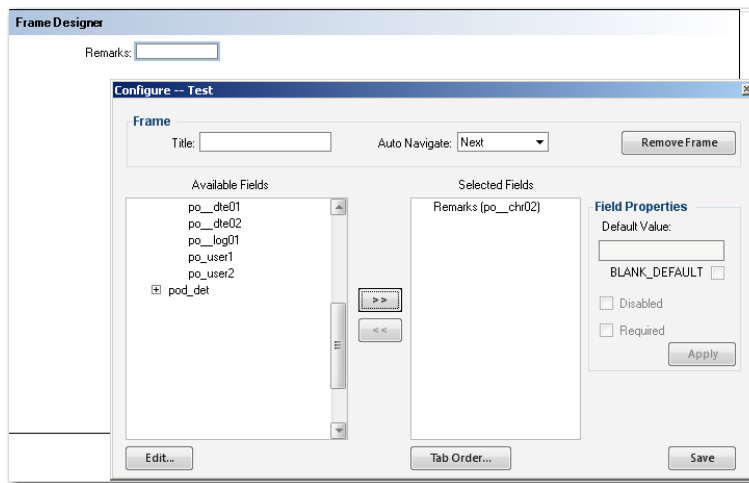 Frame Designer
Remarks:
Configure -- Test
Frame
Title:
Auto Navigate: Next
Remove Frame
Available Fields
Selected Fields
po__dte01
po__dte02
po__log01
po_user1
po_user2
pod_det
>>
<<
Remarks (po__chr02)
Field Properties
Default Value:
BLANK_DEFAULT
Disabled
Required
Apply
Edit...
Tab Order...
Save